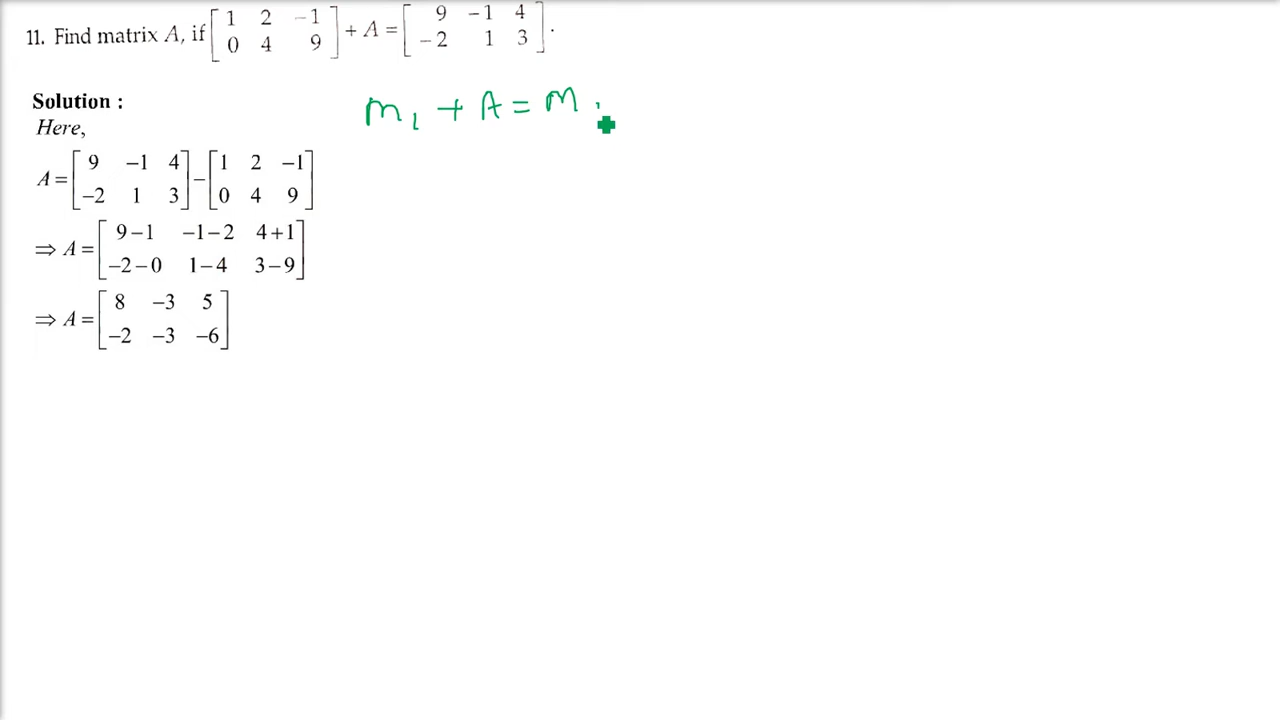 11. Find matrix A, if [1 2 −1 / 0 4 9] + A = [9 −1 4 / −2 1 3].
Solution :
m₁ + A = m
Here,
A = [9 −1 4 / −2 1 3] − [1 2 −1 / 0 4 9]
⇒ A = [9−1 −1−2 4+1 / −2−0 1−4 3−9]
⇒ A = [8 −3 5 / −2 −3 −6]